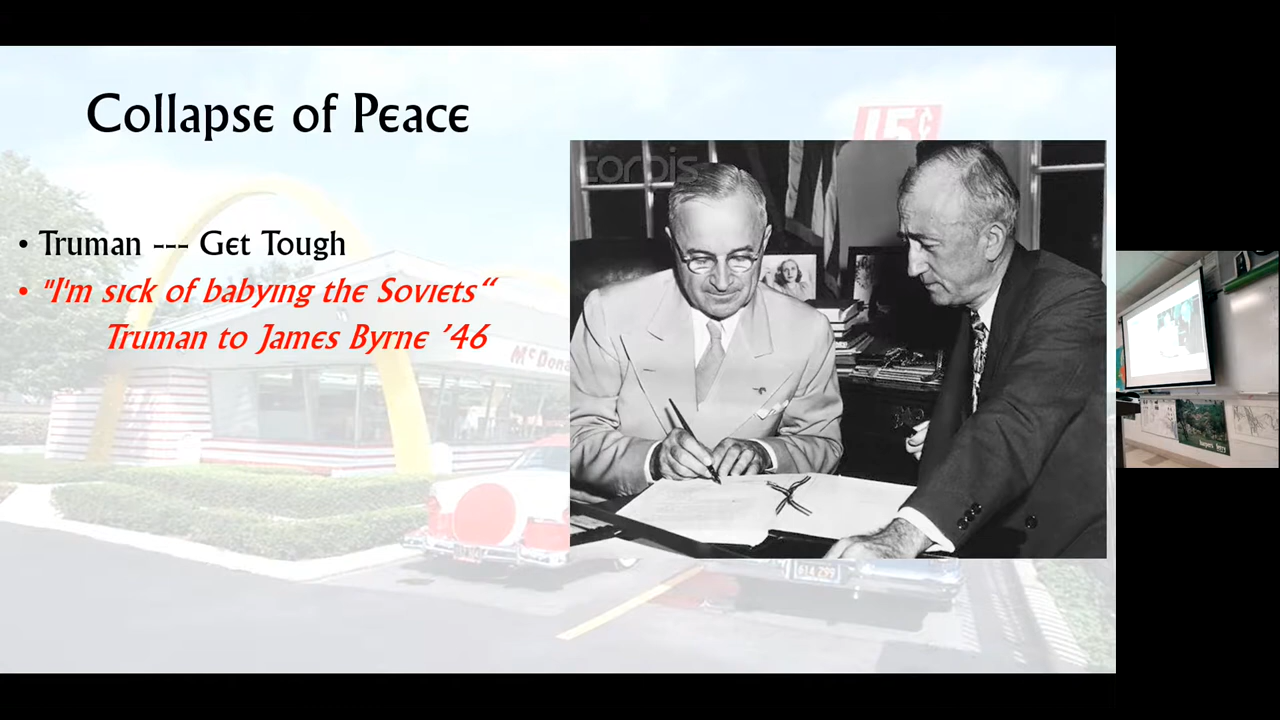 Collapse of Peace
15¢
corbis
• Truman --- Get Tough
• "I'm sick of babying the Soviets“
Truman to James Byrne ’46
McDona
614 299